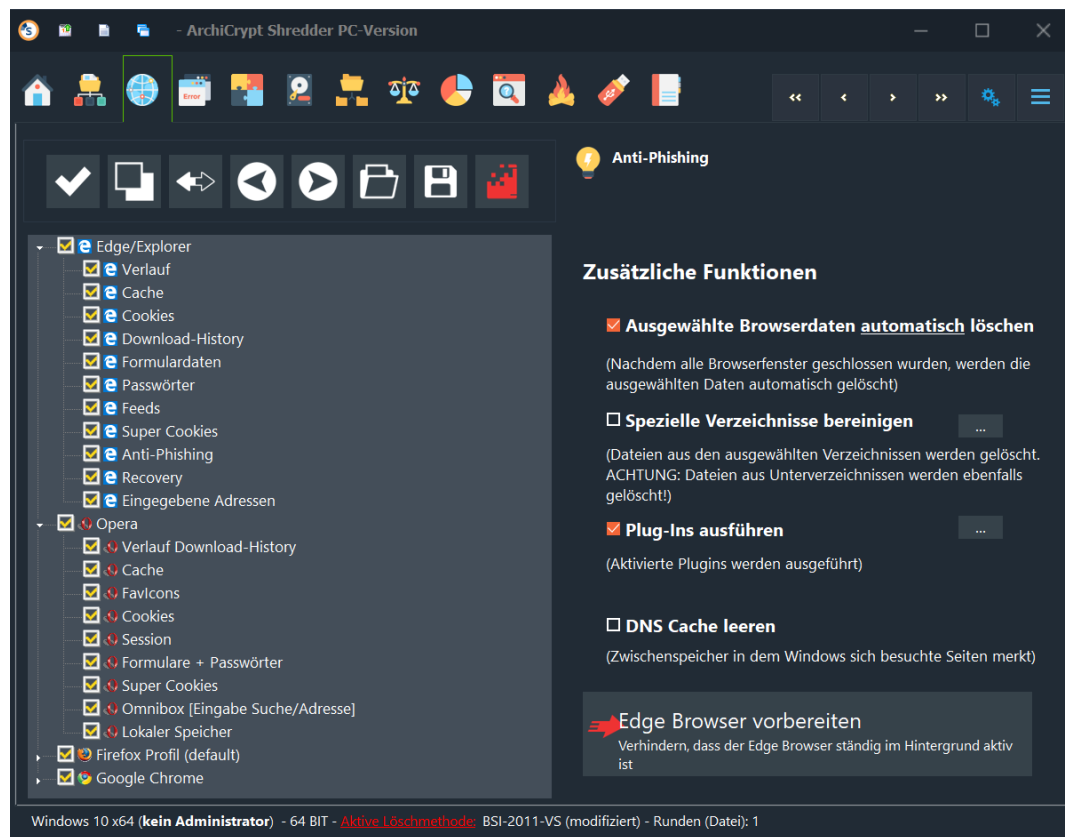 - ArchiCrypt Shredder PC-Version
Error
Anti-Phishing
Edge/Explorer
Verlauf
Cache
Cookies
Download-History
Formulardaten
Passwörter
Feeds
Super Cookies
Anti-Phishing
Recovery
Eingegebene Adressen
Opera
Verlauf Download-History
Cache
FavIcons
Cookies
Session
Formulare + Passwörter
Super Cookies
Omnibox [Eingabe Suche/Adresse]
Lokaler Speicher
Firefox Profil (default)
Google Chrome
Zusätzliche Funktionen
Ausgewählte Browserdaten automatisch löschen
(Nachdem alle Browserfenster geschlossen wurden, werden die
ausgewählten Daten automatisch gelöscht)
Spezielle Verzeichnisse bereinigen
...
(Dateien aus den ausgewählten Verzeichnissen werden gelöscht.
ACHTUNG: Dateien aus Unterverzeichnissen werden ebenfalls
gelöscht!)
Plug-Ins ausführen
...
(Aktivierte Plugins werden ausgeführt)
DNS Cache leeren
(Zwischenspeicher in dem Windows sich besuchte Seiten merkt)
Edge Browser vorbereiten
Verhindern, dass der Edge Browser ständig im Hintergrund aktiv
ist
Windows 10 x64 (kein Administrator) - 64 BIT - Aktive Löschmethode: BSI-2011-VS (modifiziert) - Runden (Datei): 1